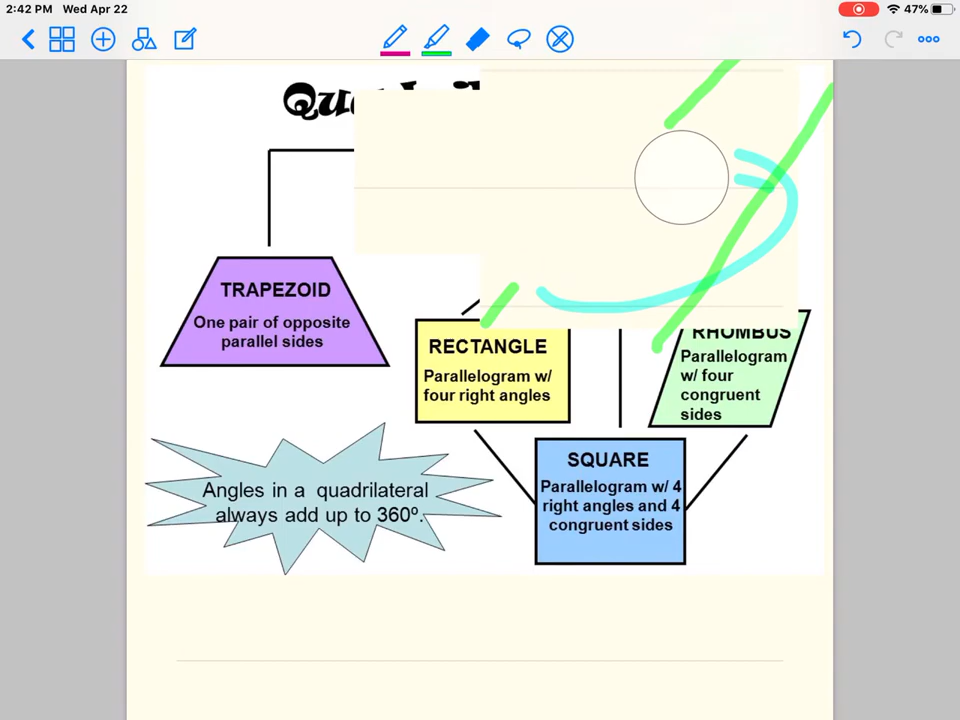 2:42 PM Wed Apr 22
47%
TRAPEZOID
One pair of opposite
parallel sides
RECTANGLE
Parallelogram w/
four right angles
RHOMBUS
Parallelogram
w/ four
congruent
sides
SQUARE
Parallelogram w/ 4
right angles and 4
congruent sides
Angles in a quadrilateral
always add up to 360º.